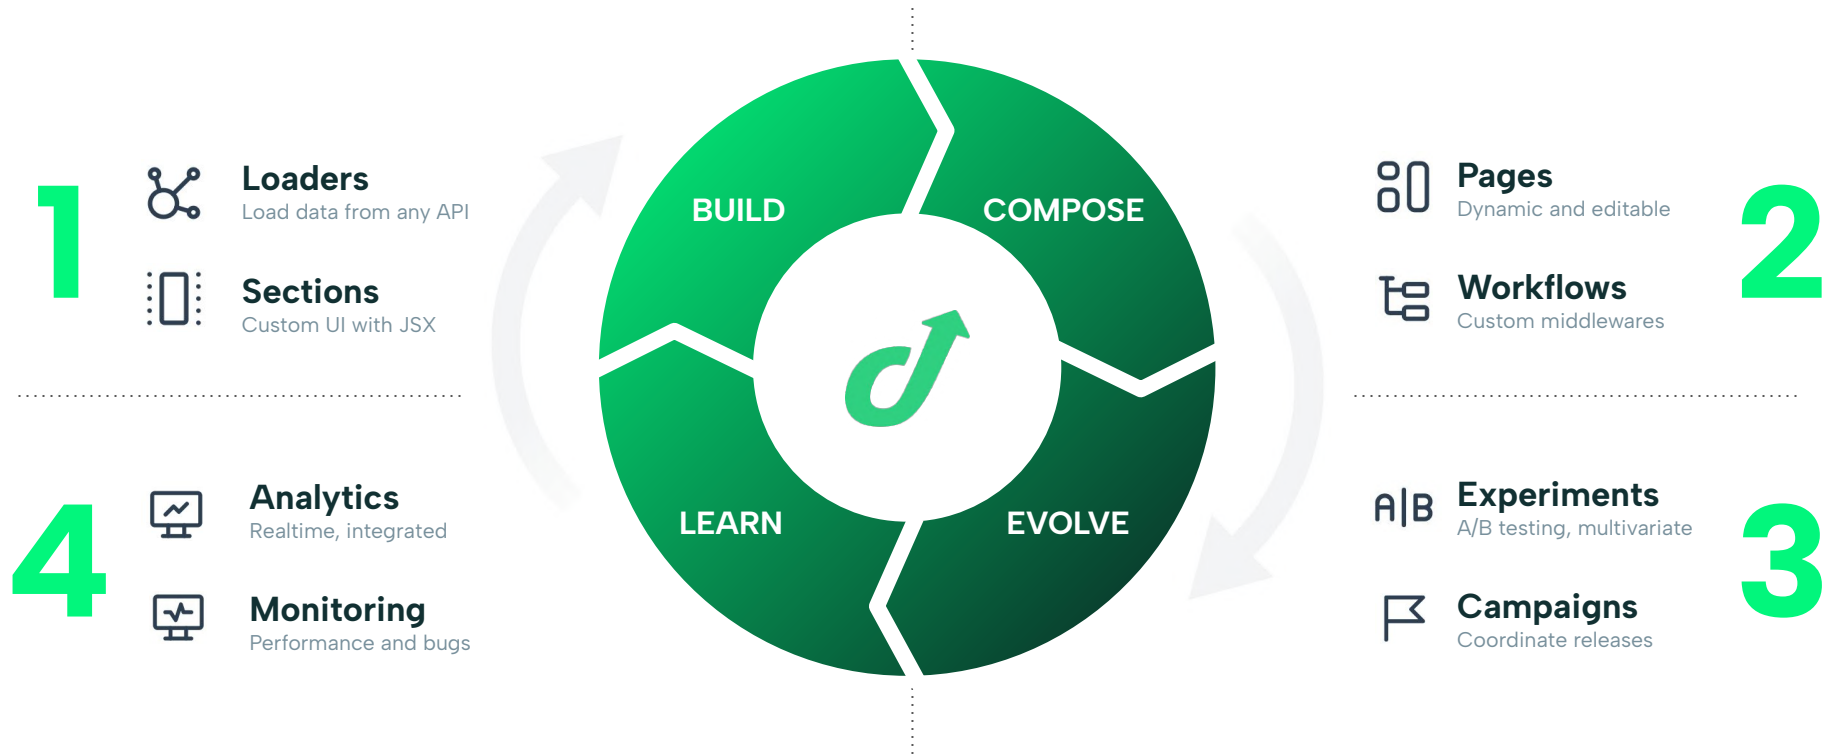 1
Loaders
Load data from any API
Sections
Custom UI with JSX
BUILD
COMPOSE
2
Pages
Dynamic and editable
Workflows
Custom middlewares
EVOLVE
3
A|B
Experiments
A/B testing, multivariate
Campaigns
Coordinate releases
LEARN
4
Analytics
Realtime, integrated
Monitoring
Performance and bugs